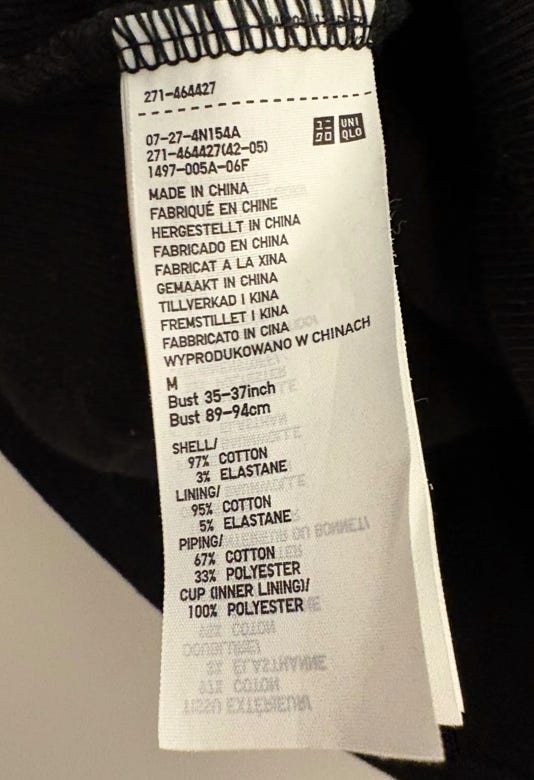 271-464427
07-27-4N154A
271-464427(42-05)
1497-005A-06F
ユニクロ UNIQLO
MADE IN CHINA
FABRIQUÉ EN CHINE
HERGESTELLT IN CHINA
FABRICADO EN CHINA
FABRICAT A LA XINA
GEMAAKT IN CHINA
TILLVERKAD I KINA
FREMSTILLET I KINA
FABBRICATO IN CINA
WYPRODUKOWANO W CHINACH
M
Bust 35-37inch
Bust 89-94cm
SHELL/
97% COTTON
3% ELASTANE
LINING/
95% COTTON
5% ELASTANE
PIPING/
67% COTTON
33% POLYESTER
CUP (INNER LINING)/
100% POLYESTER